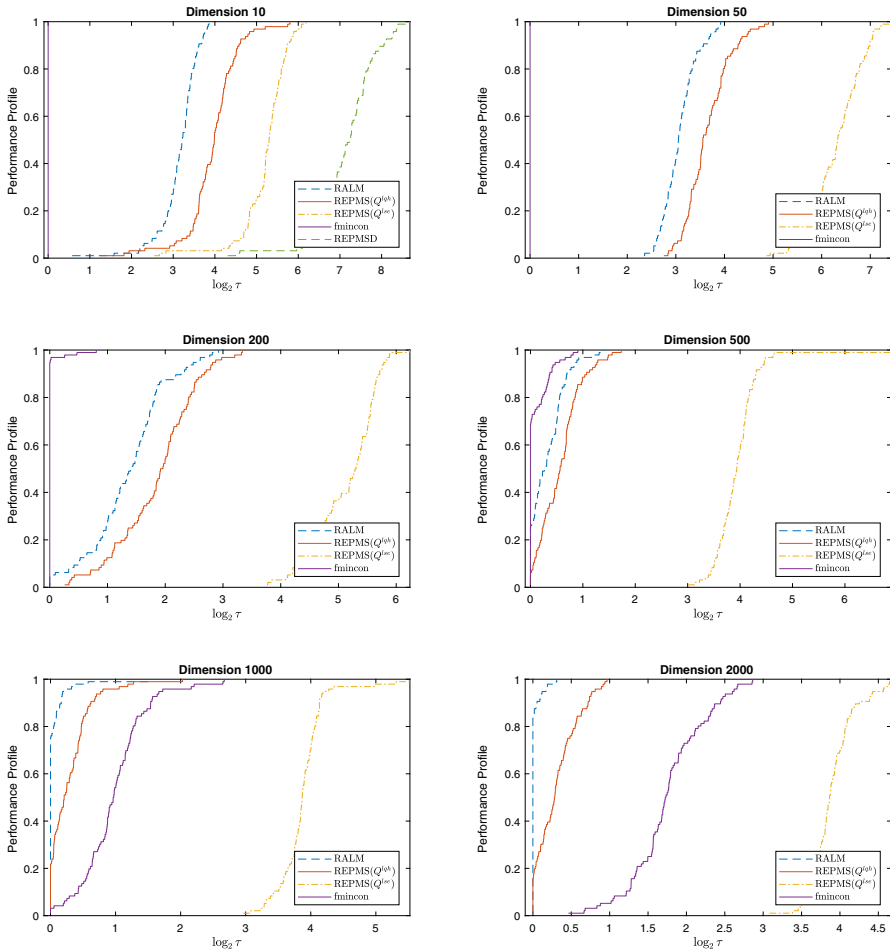 Dimension 10
Performance Profile
1
0.8
0.6
0.4
0.2
0
0 1 2 3 4 5 6 7 8
log₂ τ
RALM
REPMS(Q^{lqh})
REPMS(Q^{lse})
fmincon
REPMSD
Dimension 50
Performance Profile
1
0.8
0.6
0.4
0.2
0
0 1 2 3 4 5 6 7
log₂ τ
RALM
REPMS(Q^{lqh})
REPMS(Q^{lse})
fmincon
Dimension 200
Performance Profile
1
0.8
0.6
0.4
0.2
0
0 1 2 3 4 5 6
log₂ τ
RALM
REPMS(Q^{lqh})
REPMS(Q^{lse})
fmincon
Dimension 500
Performance Profile
1
0.8
0.6
0.4
0.2
0
0 1 2 3 4 5 6
log₂ τ
RALM
REPMS(Q^{lqh})
REPMS(Q^{lse})
fmincon
Dimension 1000
Performance Profile
1
0.8
0.6
0.4
0.2
0
0 1 2 3 4 5
log₂ τ
RALM
REPMS(Q^{lqh})
REPMS(Q^{lse})
fmincon
Dimension 2000
Performance Profile
1
0.8
0.6
0.4
0.2
0
0 0.5 1 1.5 2 2.5 3 3.5 4 4.5
log₂ τ
RALM
REPMS(Q^{lqh})
REPMS(Q^{lse})
fmincon